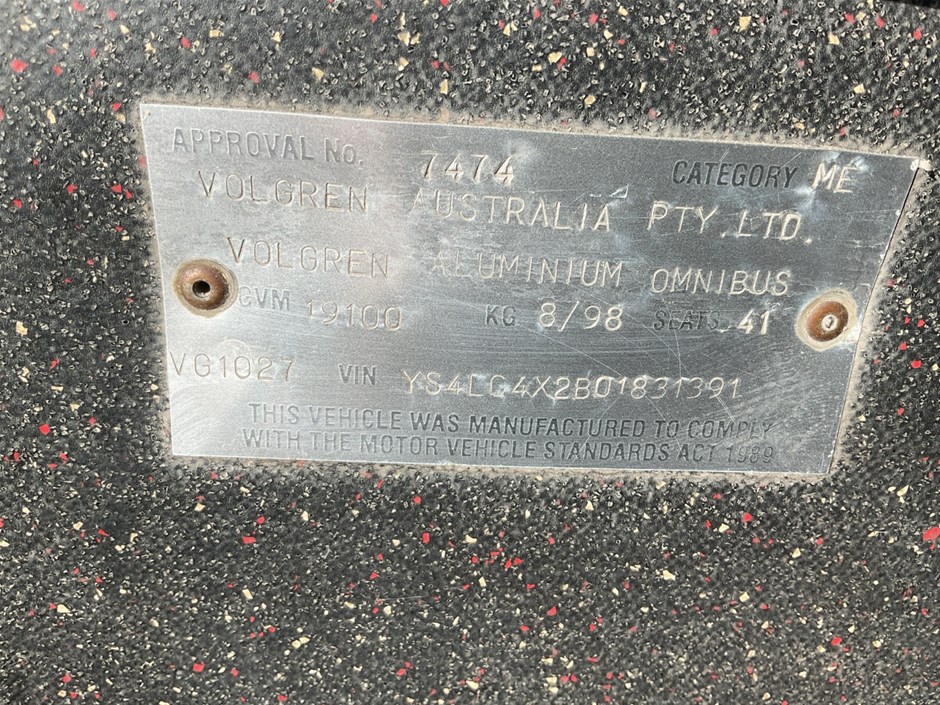 APPROVAL No. 7474 CATEGORY ME
VOLGREN AUSTRALIA PTY. LTD.
VOLGREN ALUMINIUM OMNIBUS
GVM 19100 KG 8/98 SEATS 41
VG1027 VIN YS4LC4X2B01831391
THIS VEHICLE WAS MANUFACTURED TO COMPLY
WITH THE MOTOR VEHICLE STANDARDS ACT 1989